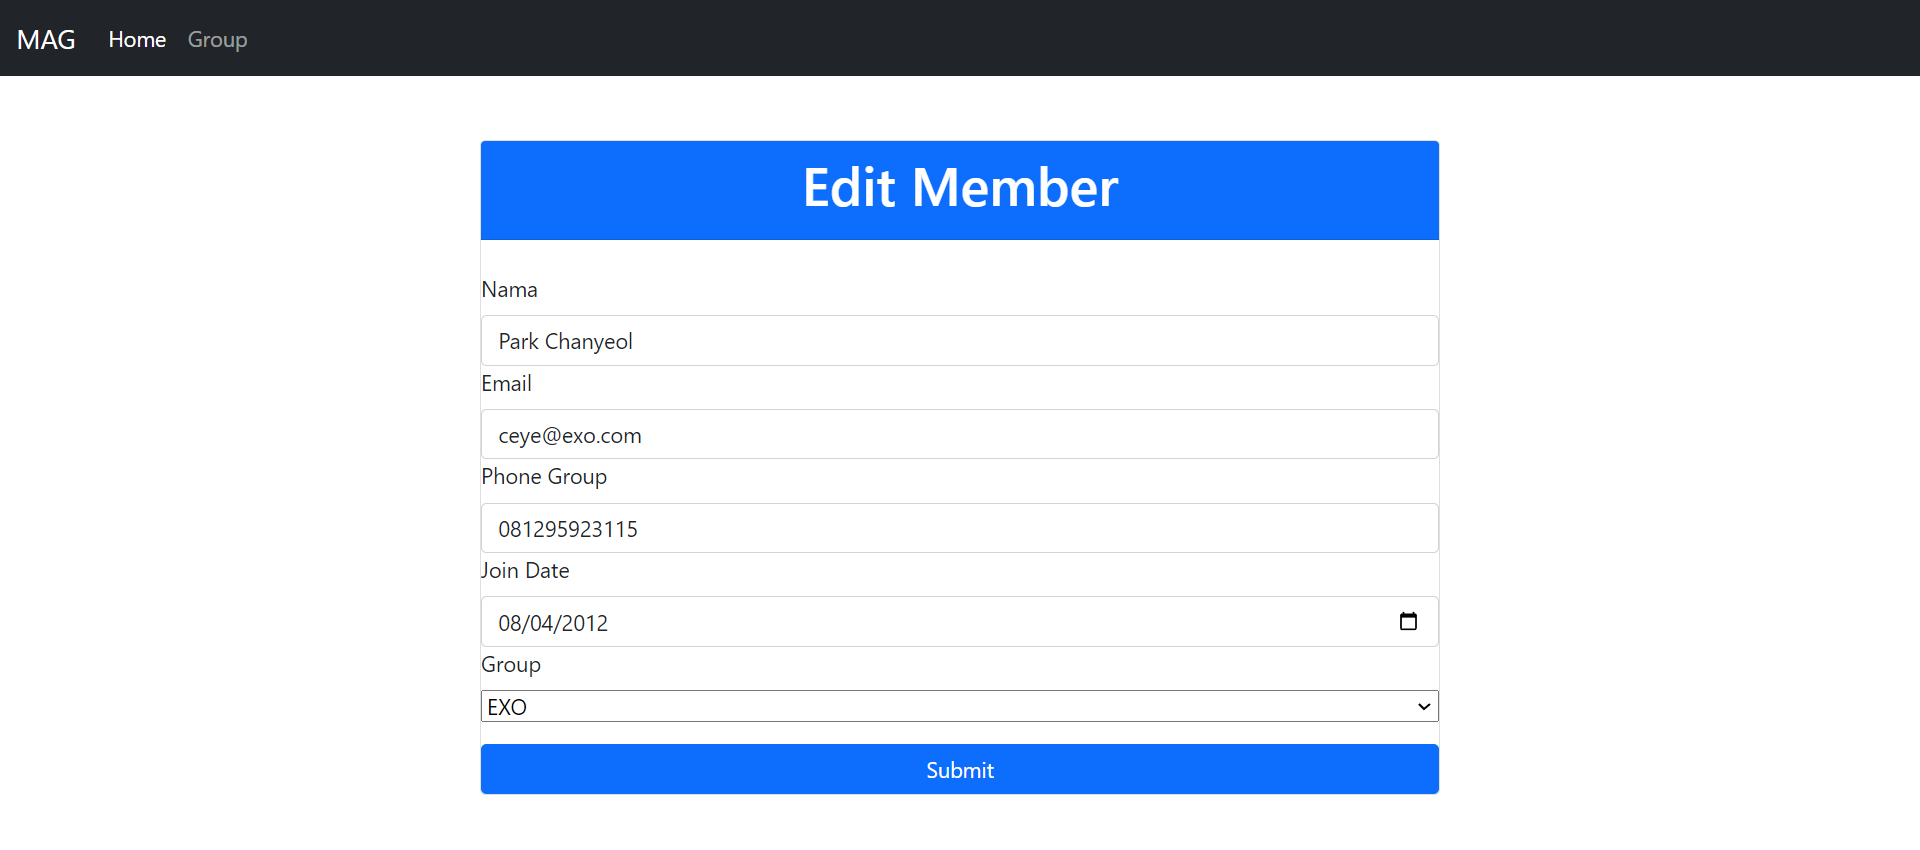 MAG Home Group
Edit Member
Nama
Park Chanyeol
Email
ceye@exo.com
Phone Group
081295923115
Join Date
08/04/2012
Group
EXO
Submit